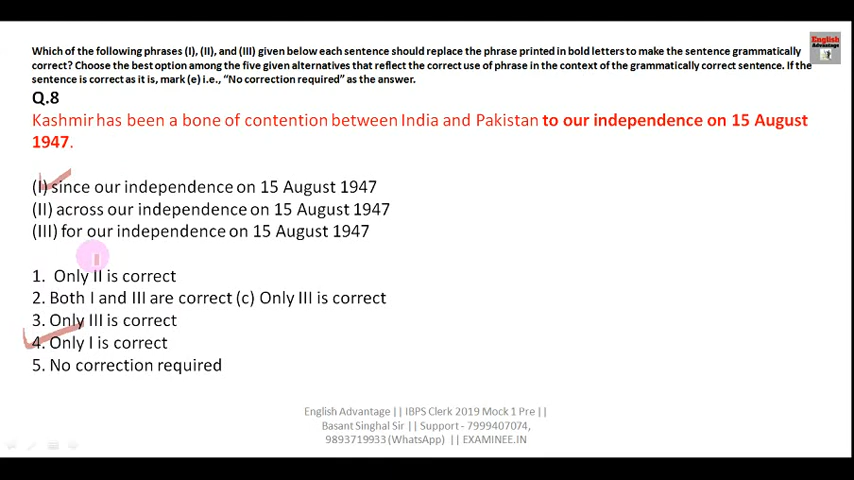 English
Advantage
Which of the following phrases (I), (II), and (III) given below each sentence should replace the phrase printed in bold letters to make the sentence grammatically
correct? Choose the best option among the five given alternatives that reflect the correct use of phrase in the context of the grammatically correct sentence. If the
sentence is correct as it is, mark (e) i.e., “No correction required” as the answer.
Q.8
Kashmir has been a bone of contention between India and Pakistan to our independence on 15 August
1947.
(I) since our independence on 15 August 1947
(II) across our independence on 15 August 1947
(III) for our independence on 15 August 1947
1. Only II is correct
2. Both I and III are correct (c) Only III is correct
3. Only III is correct
4. Only I is correct
5. No correction required
English Advantage || IBPS Clerk 2019 Mock 1 Pre ||
Basant Singhal Sir || Support - 7999407074,
9893719933 (WhatsApp) || EXAMINEE.IN